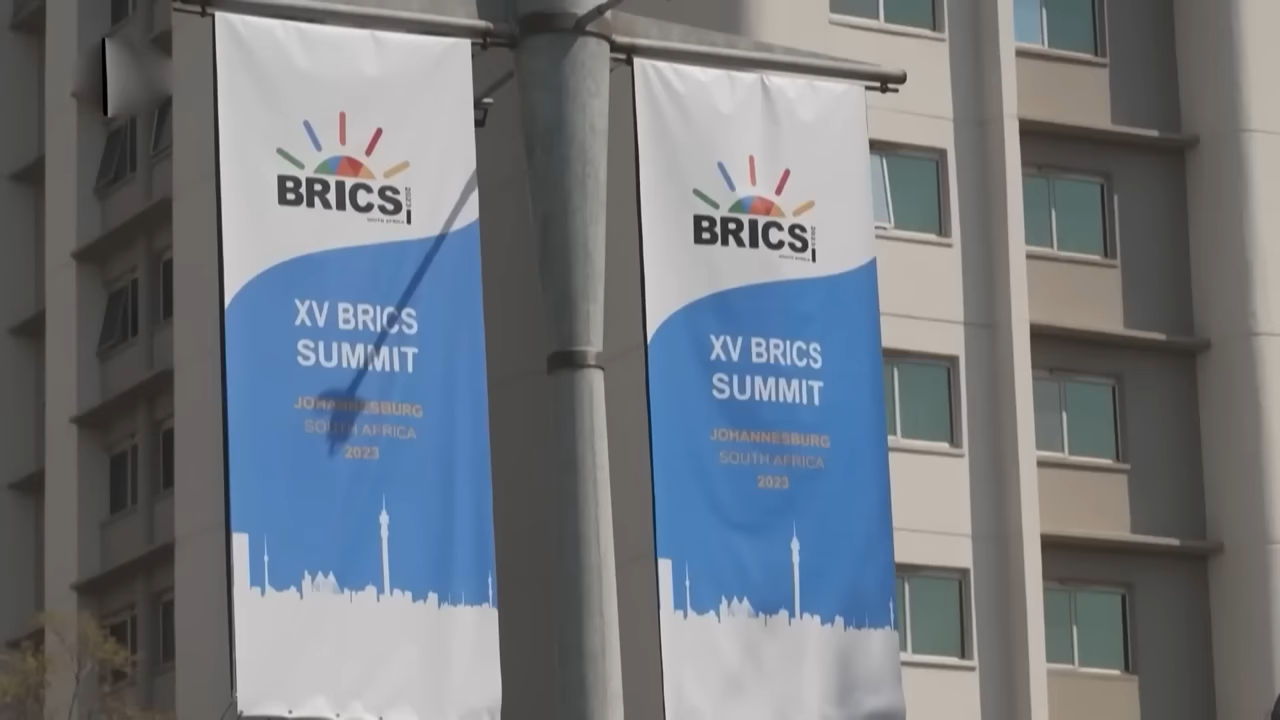 BRICS
2023
SOUTH AFRICA
XV BRICS
SUMMIT
JOHANNESBURG
SOUTH AFRICA
2023
BRICS
2023
SOUTH AFRICA
XV BRICS
SUMMIT
JOHANNESBURG
SOUTH AFRICA
2023